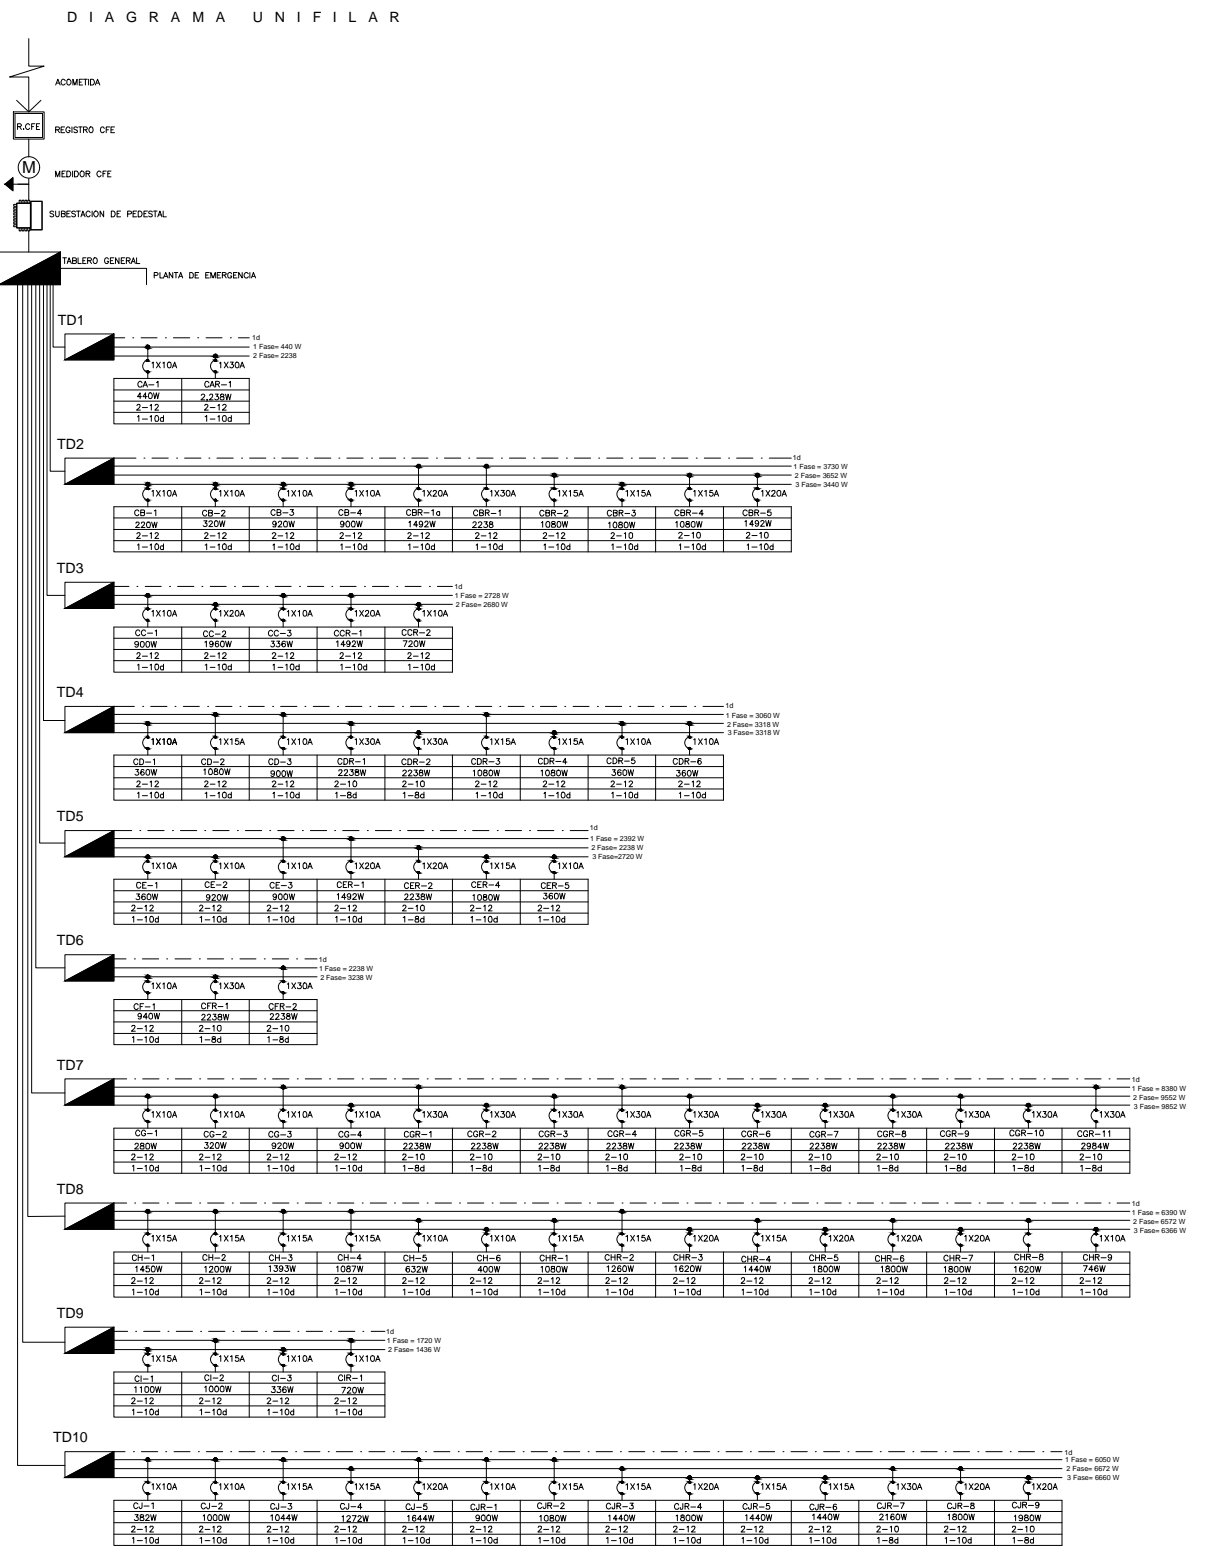 DIAGRAMA UNIFILAR
ACOMETIDA
R.CFE
REGISTRO CFE
M
MEDIDOR CFE
SUBESTACION DE PEDESTAL
TABLERO GENERAL
PLANTA DE EMERGENCIA
TD1
1d
1 Fase= 440 W
2 Fase= 2238
1X10A 1X30A
CA-1 CAR-1
440W 2,238W
2-12 2-12
1-10d 1-10d
TD2
1d
1 Fase = 3730 W
2 Fase= 3652 W
3 Fase= 3440 W
1X10A 1X10A 1X10A 1X10A 1X20A 1X30A 1X15A 1X15A 1X15A 1X20A
CB-1 CB-2 CB-3 CB-4 CBR-1a CBR-1 CBR-2 CBR-3 CBR-4 CBR-5
220W 320W 920W 900W 1492W 2238 1080W 1080W 1080W 1492W
2-12 2-12 2-12 2-12 2-12 2-12 2-12 2-10 2-10 2-10
1-10d 1-10d 1-10d 1-10d 1-10d 1-10d 1-10d 1-10d 1-10d 1-10d
TD3
1d
1 Fase = 2728 W
2 Fase= 2680 W
1X10A 1X20A 1X10A 1X20A 1X10A
CC-1 CC-2 CC-3 CCR-1 CCR-2
900W 1960W 336W 1492W 720W
2-12 2-12 2-12 2-12 2-12
1-10d 1-10d 1-10d 1-10d 1-10d
TD4
1d
1 Fase = 3060 W
2 Fase= 3318 W
3 Fase= 3318 W
1X10A 1X15A 1X10A 1X30A 1X30A 1X15A 1X15A 1X10A 1X10A
CD-1 CD-2 CD-3 CDR-1 CDR-2 CDR-3 CDR-4 CDR-5 CDR-6
360W 1080W 900W 2238W 2238W 1080W 1080W 360W 360W
2-12 2-12 2-12 2-10 2-10 2-12 2-12 2-12 2-12
1-10d 1-10d 1-10d 1-8d 1-8d 1-10d 1-10d 1-10d 1-10d
TD5
1d
1 Fase = 2392 W
2 Fase= 2238 W
3 Fase=2720 W
1X10A 1X10A 1X10A 1X20A 1X20A 1X15A 1X10A
CE-1 CE-2 CE-3 CER-1 CER-2 CER-4 CER-5
360W 920W 900W 1492W 2238W 1080W 360W
2-12 2-12 2-12 2-12 2-10 2-12 2-12
1-10d 1-10d 1-10d 1-10d 1-8d 1-10d 1-10d
TD6
1d
1 Fase = 2238 W
2 Fase= 3238 W
1X10A 1X30A 1X30A
CF-1 CFR-1 CFR-2
940W 2238W 2238W
2-12 2-10 2-10
1-10d 1-8d 1-8d
TD7
1d
1 Fase = 8380 W
2 Fase= 9552 W
3 Fase= 9852 W
1X10A 1X10A 1X10A 1X10A 1X30A 1X30A 1X30A 1X30A 1X30A 1X30A 1X30A 1X30A 1X30A 1X30A 1X30A
CG-1 CG-2 CG-3 CG-4 CGR-1 CGR-2 CGR-3 CGR-4 CGR-5 CGR-6 CGR-7 CGR-8 CGR-9 CGR-10 CGR-11
280W 320W 920W 900W 2238W 2238W 2238W 2238W 2238W 2238W 2238W 2238W 2238W 2238W 2984W
2-12 2-12 2-12 2-12 2-10 2-10 2-10 2-10 2-10 2-10 2-10 2-10 2-10 2-10 2-10
1-10d 1-10d 1-10d 1-10d 1-8d 1-8d 1-8d 1-8d 1-8d 1-8d 1-8d 1-8d 1-8d 1-8d 1-8d
TD8
1d
1 Fase = 6390 W
2 Fase= 6572 W
3 Fase= 6366 W
1X15A 1X15A 1X15A 1X15A 1X10A 1X10A 1X15A 1X15A 1X20A 1X15A 1X20A 1X20A 1X20A 1X20A 1X10A
CH-1 CH-2 CH-3 CH-4 CH-5 CH-6 CHR-1 CHR-2 CHR-3 CHR-4 CHR-5 CHR-6 CHR-7 CHR-8 CHR-9
1450W 1200W 1393W 1087W 632W 400W 1080W 1260W 1620W 1440W 1800W 1800W 1800W 1620W 746W
2-12 2-12 2-12 2-12 2-12 2-12 2-12 2-12 2-12 2-12 2-12 2-12 2-12 2-12 2-12
1-10d 1-10d 1-10d 1-10d 1-10d 1-10d 1-10d 1-10d 1-10d 1-10d 1-10d 1-10d 1-10d 1-10d 1-10d
TD9
1d
1 Fase = 1720 W
2 Fase= 1436 W
1X15A 1X15A 1X10A 1X10A
CI-1 CI-2 CI-3 CIR-1
1100W 1000W 336W 720W
2-12 2-12 2-12 2-12
1-10d 1-10d 1-10d 1-10d
TD10
1d
1 Fase = 6050 W
2 Fase= 6672 W
3 Fase= 6660 W
1X10A 1X10A 1X15A 1X15A 1X20A 1X10A 1X15A 1X15A 1X20A 1X15A 1X15A 1X30A 1X20A 1X20A
CJ-1 CJ-2 CJ-3 CJ-4 CJ-5 CJR-1 CJR-2 CJR-3 CJR-4 CJR-5 CJR-6 CJR-7 CJR-8 CJR-9
382W 1000W 1044W 1272W 1644W 900W 1080W 1440W 1800W 1440W 1440W 2160W 1800W 1980W
2-12 2-12 2-12 2-12 2-12 2-12 2-12 2-12 2-12 2-12 2-12 2-10 2-12 2-10
1-10d 1-10d 1-10d 1-10d 1-10d 1-10d 1-10d 1-10d 1-10d 1-10d 1-10d 1-8d 1-10d 1-8d